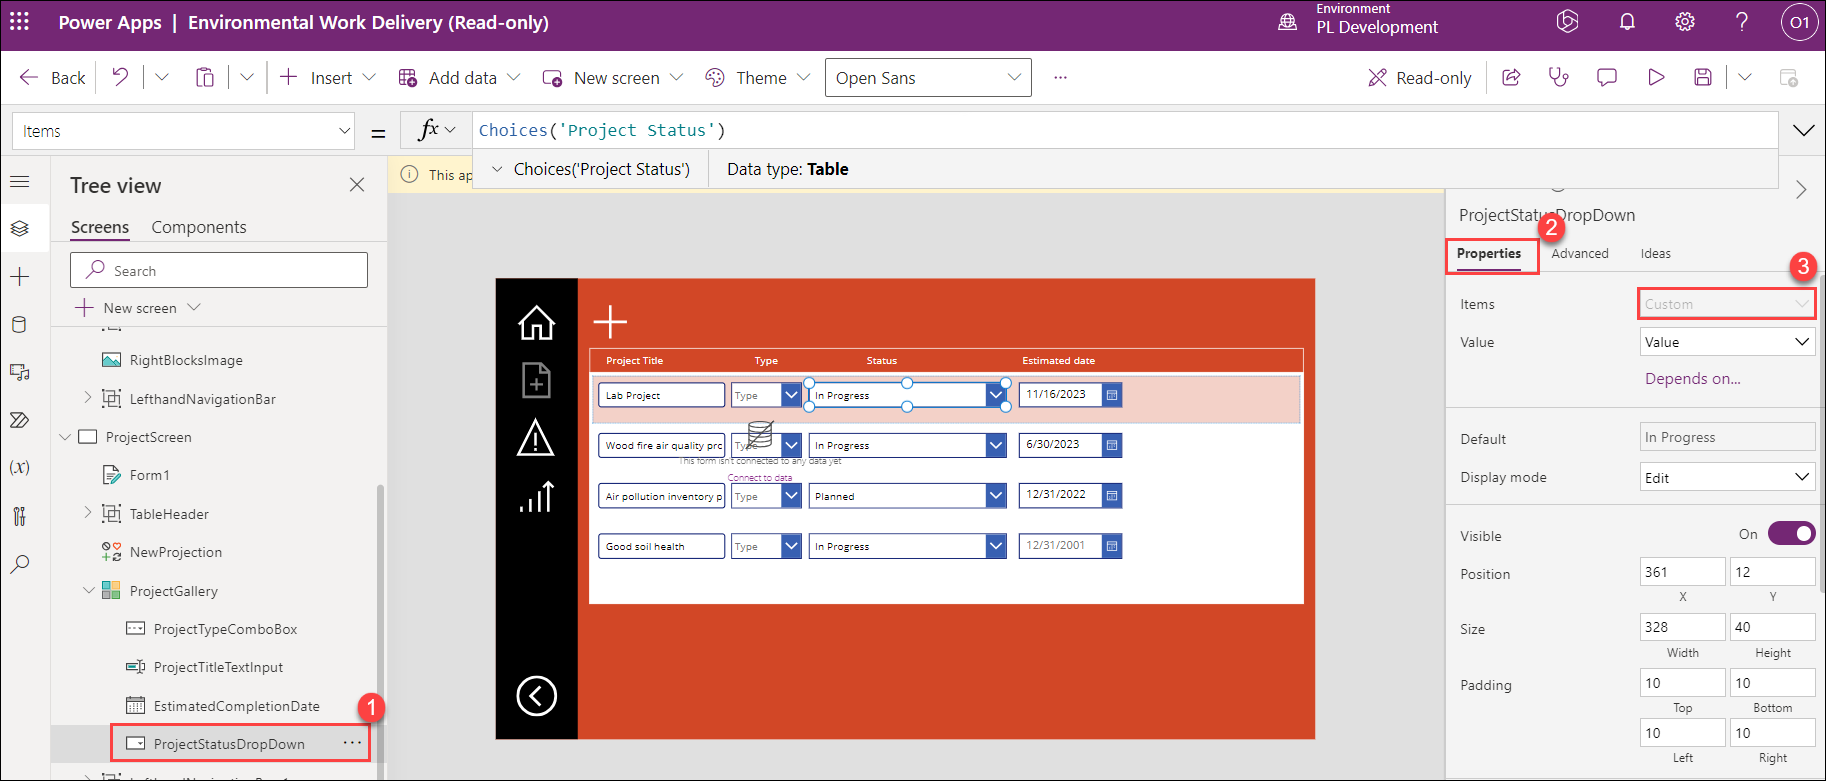 Power Apps | Environmental Work Delivery (Read-only)
Environment
PL Development
O1
Back
Insert
Add data
New screen
Theme
Open Sans
Read-only
Items
=
fx
Choices('Project Status')
Choices('Project Status')
Data type: Table
This ap
Tree view
Screens
Components
Search
New screen
RightBlocksImage
LefthandNavigationBar
ProjectScreen
Form1
TableHeader
NewProjection
ProjectGallery
ProjectTypeComboBox
ProjectTitleTextInput
EstimatedCompletionDate
1
ProjectStatusDropDown
Project Title
Type
Status
Estimated date
Lab Project
Type
In Progress
11/16/2023
Wood fire air quality prc
Type
In Progress
6/30/2023
This form isn't connected to any data yet
Connect to data
Air pollution inventory p
Type
Planned
12/31/2022
Good soil health
Type
In Progress
12/31/2001
ProjectStatusDropDown
2
Properties
Advanced
Ideas
3
Items
Custom
Value
Value
Depends on...
Default
In Progress
Display mode
Edit
Visible
On
Position
361
12
X
Y
Size
328
40
Width
Height
Padding
10
10
Top
Bottom
10
10
Left
Right